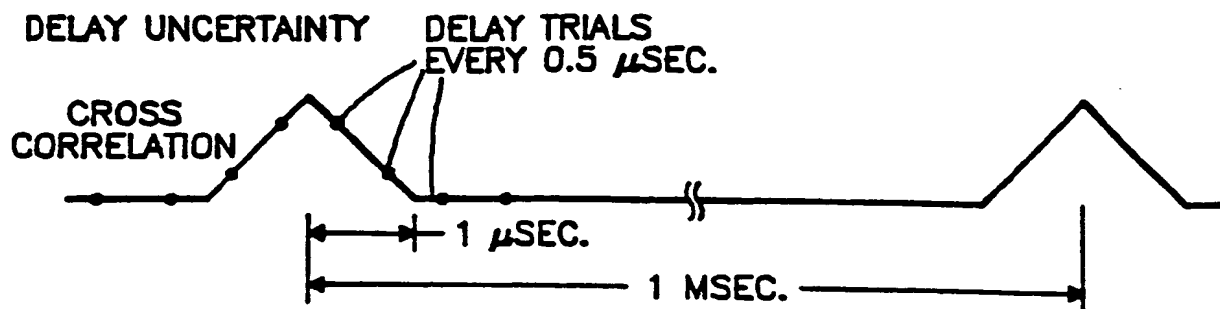 DELAY UNCERTAINTY
DELAY TRIALS
EVERY 0.5 μSEC.
CROSS
CORRELATION
1 μSEC.
1 MSEC.